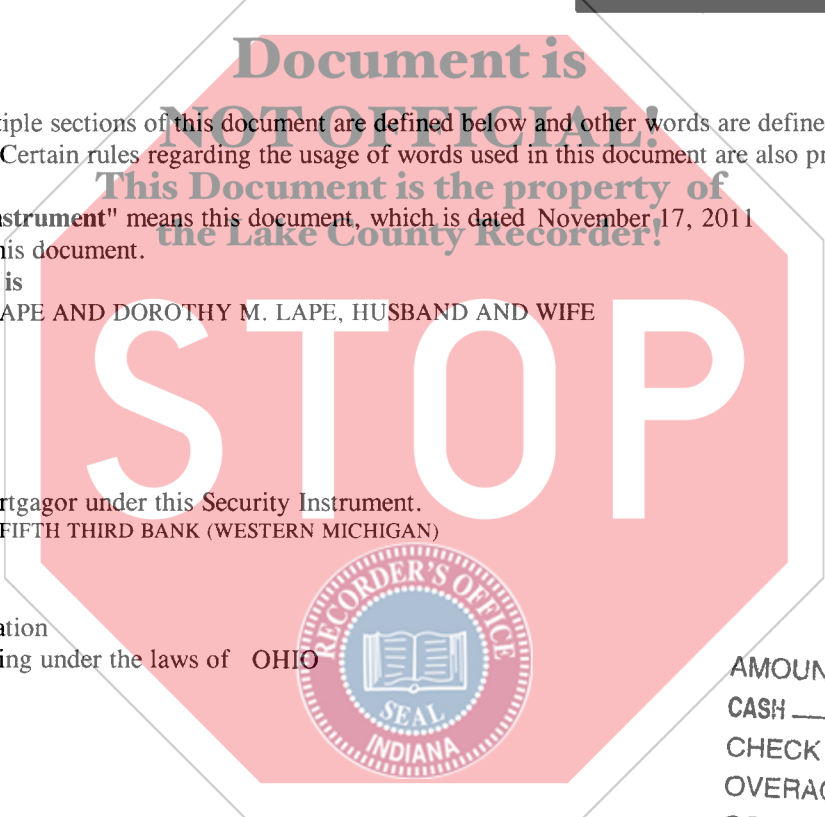 Document is
NOT OFFICIAL!
tiple sections of this document are defined below and other words are define
Certain rules regarding the usage of words used in this document are also pr
This Document is the property of
strument" means this document, which is dated November 17, 2011
the Lake County Recorder!
his document.
is
APE AND DOROTHY M. LAPE, HUSBAND AND WIFE
STOP
rtgagor under this Security Instrument.
FIFTH THIRD BANK (WESTERN MICHIGAN)
RECORDER'S OFFICE
ation
ing under the laws of OHIO
SEAL
INDIANA
AMOUN
CASH
CHECK
OVERAG